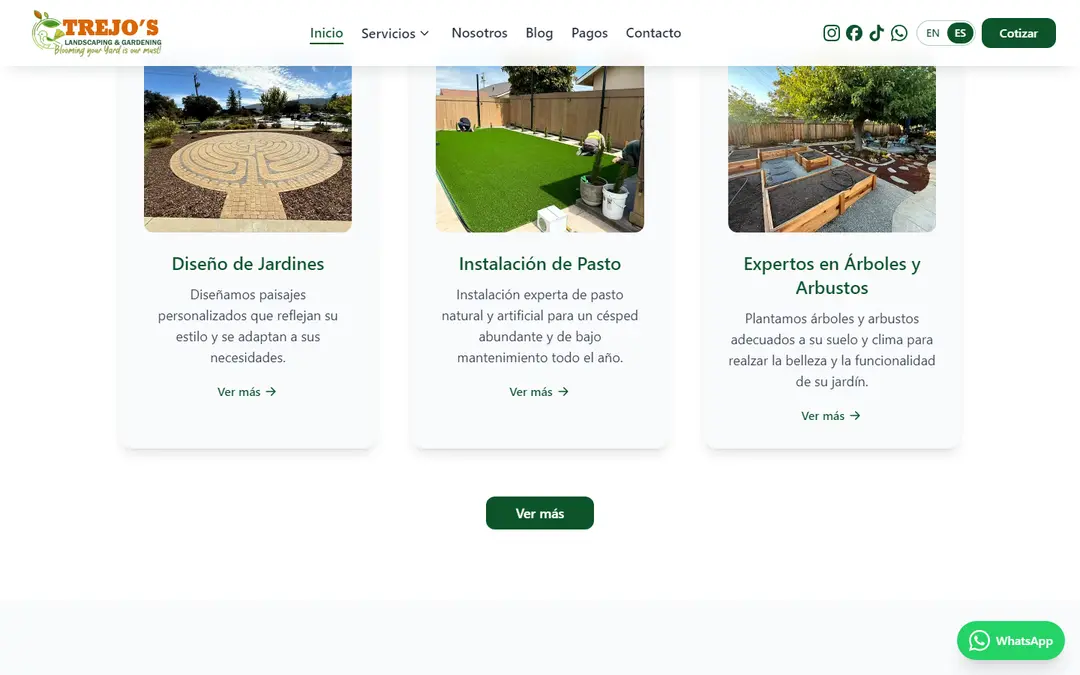 TREJO'S
LANDSCAPING & GARDENING
Blooming your Yard is our must!
Inicio
Servicios
Nosotros
Blog
Pagos
Contacto
EN
ES
Cotizar
Diseño de Jardines
Diseñamos paisajes
personalizados que reflejan su
estilo y se adaptan a sus
necesidades.
Ver más →
Instalación de Pasto
Instalación experta de pasto
natural y artificial para un césped
abundante y de bajo
mantenimiento todo el año.
Ver más →
Expertos en Árboles y
Arbustos
Plantamos árboles y arbustos
adecuados a su suelo y clima para
realzar la belleza y la funcionalidad
de su jardín.
Ver más →
Ver más
WhatsApp